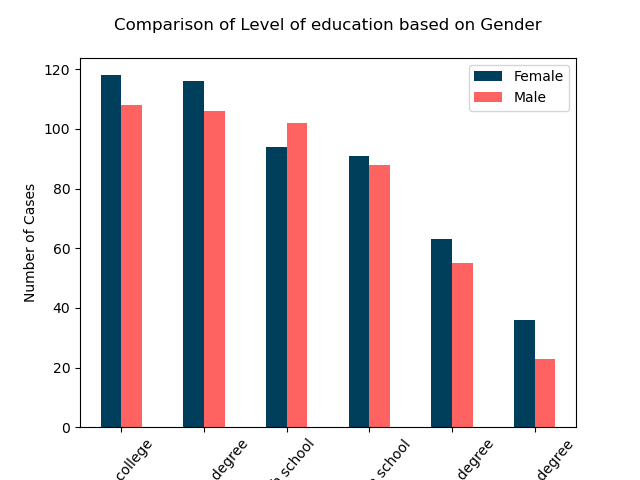 Comparison of Level of education based on Gender
Female
Male
Number of Cases
120
100
80
60
40
20
0
college
degree
school
school
degree
degree